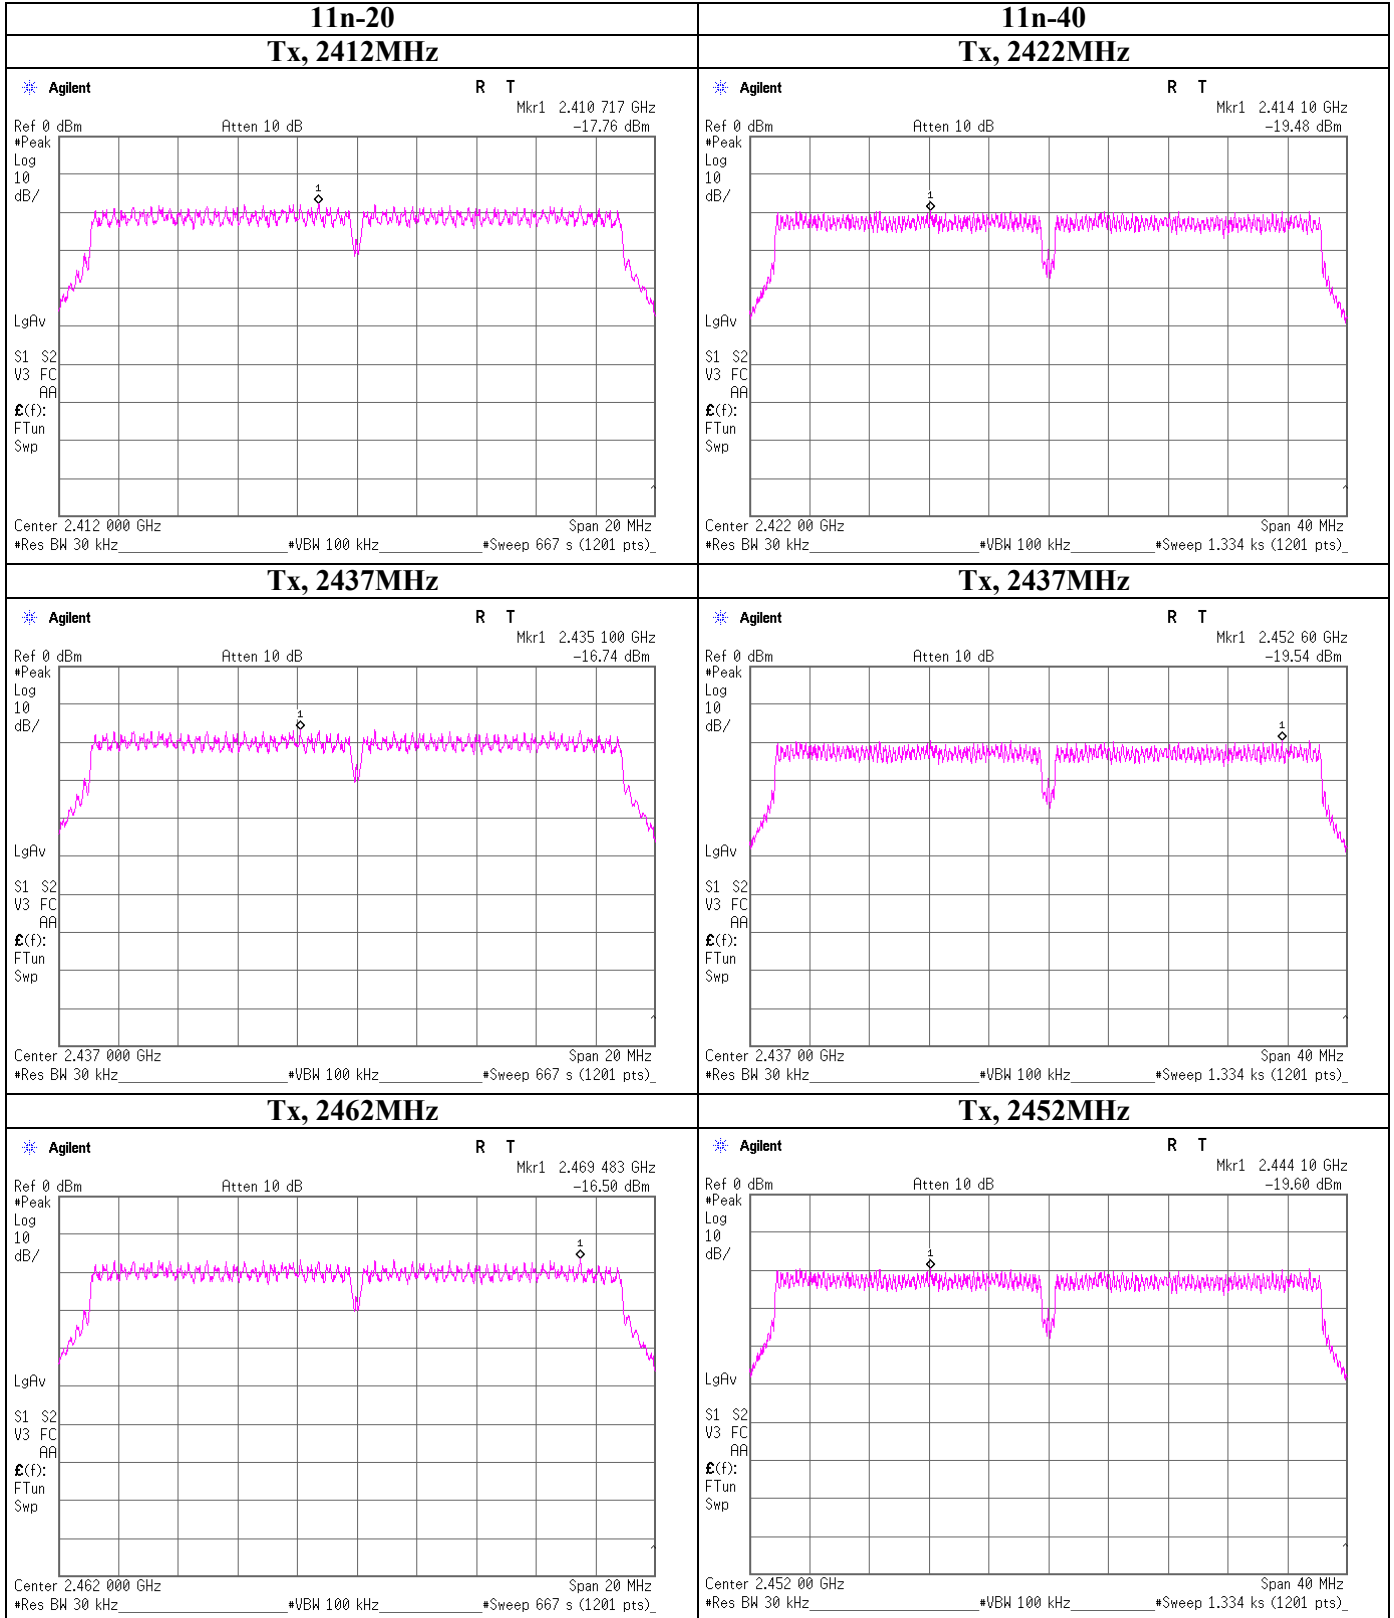 11n-20
11n-40
Tx, 2412MHz
Tx, 2422MHz
Agilent R T
Mkr1 2.410 717 GHz
Ref 0 dBm Atten 10 dB -17.76 dBm
#Peak
Log
10
dB/
1
LgAv
S1 S2
V3 FC
AA
£(f):
FTun
Swp
Center 2.412 000 GHz Span 20 MHz
#Res BW 30 kHz #VBW 100 kHz #Sweep 667 s (1201 pts)
Agilent R T
Mkr1 2.414 10 GHz
Ref 0 dBm Atten 10 dB -19.48 dBm
#Peak
Log
10
dB/
1
LgAv
S1 S2
V3 FC
AA
£(f):
FTun
Swp
Center 2.422 00 GHz Span 40 MHz
#Res BW 30 kHz #VBW 100 kHz #Sweep 1.334 ks (1201 pts)
Tx, 2437MHz
Tx, 2437MHz
Agilent R T
Mkr1 2.435 100 GHz
Ref 0 dBm Atten 10 dB -16.74 dBm
#Peak
Log
10
dB/
1
LgAv
S1 S2
V3 FC
AA
£(f):
FTun
Swp
Center 2.437 000 GHz Span 20 MHz
#Res BW 30 kHz #VBW 100 kHz #Sweep 667 s (1201 pts)
Agilent R T
Mkr1 2.452 60 GHz
Ref 0 dBm Atten 10 dB -19.54 dBm
#Peak
Log
10
dB/
1
LgAv
S1 S2
V3 FC
AA
£(f):
FTun
Swp
Center 2.437 00 GHz Span 40 MHz
#Res BW 30 kHz #VBW 100 kHz #Sweep 1.334 ks (1201 pts)
Tx, 2462MHz
Tx, 2452MHz
Agilent R T
Mkr1 2.469 483 GHz
Ref 0 dBm Atten 10 dB -16.50 dBm
#Peak
Log
10
dB/
1
LgAv
S1 S2
V3 FC
AA
£(f):
FTun
Swp
Center 2.462 000 GHz Span 20 MHz
#Res BW 30 kHz #VBW 100 kHz #Sweep 667 s (1201 pts)
Agilent R T
Mkr1 2.444 10 GHz
Ref 0 dBm Atten 10 dB -19.60 dBm
#Peak
Log
10
dB/
1
LgAv
S1 S2
V3 FC
AA
£(f):
FTun
Swp
Center 2.452 00 GHz Span 40 MHz
#Res BW 30 kHz #VBW 100 kHz #Sweep 1.334 ks (1201 pts)